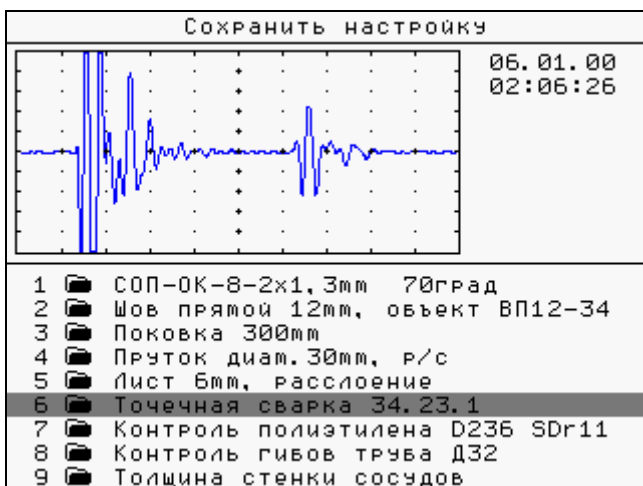 Сохранить настройку
06.01.00
02:06:26
1 СОП-ОК-8-2х1,3mm 70град
2 Шов прямой 12mm, объект ВП12-34
3 Поковка 300mm
4 Пруток диам.30mm, р/с
5 Лист 6mm, расслоение
6 Точечная сварка 34.23.1
7 Контроль полиэтилена D236 SDr11
8 Контроль гибов труба Д32
9 Толщина стенки сосудов